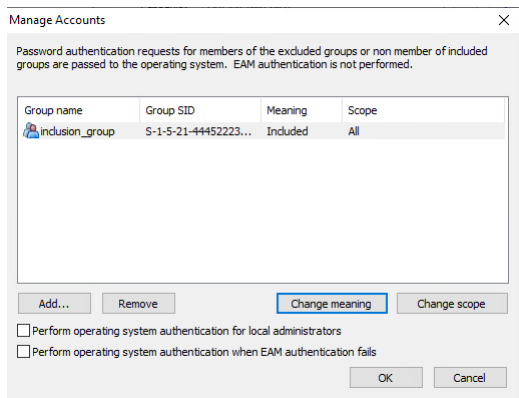 Manage Accounts
Password authentication requests for members of the excluded groups or non member of included
groups are passed to the operating system. EAM authentication is not performed.
Group name Group SID Meaning Scope
inclusion_group S-1-5-21-44452223... Included All
Add... Remove Change meaning Change scope
Perform operating system authentication for local administrators
Perform operating system authentication when EAM authentication fails
OK Cancel